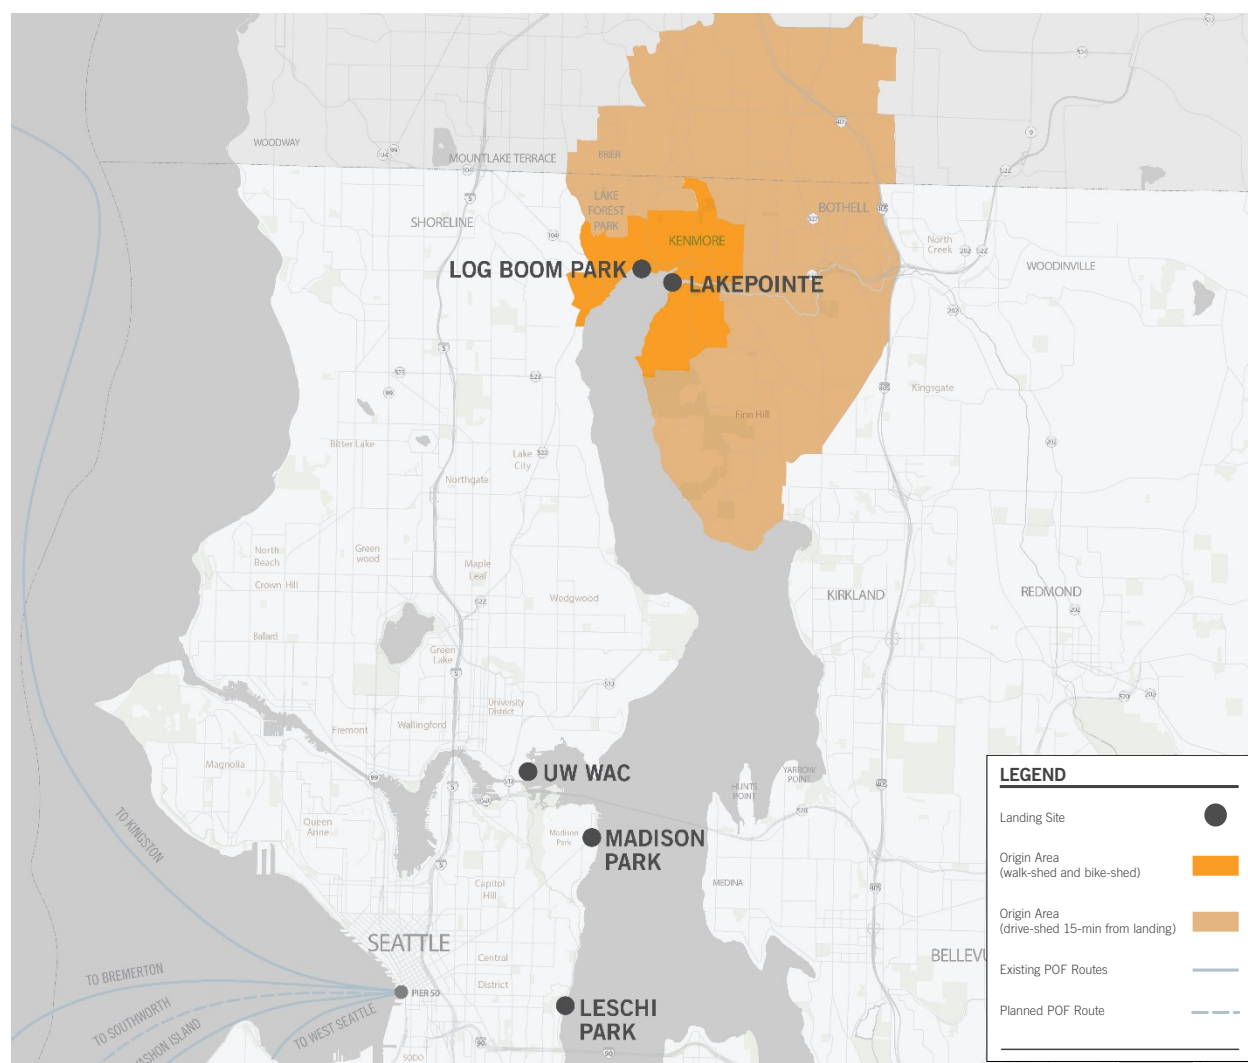 WOODWAY
MOUNTLAKE TERRACE
BRIER
LAKE
FOREST
PARK
SHORELINE
KENMORE
BOTHELL
North
Creek
WOODINVILLE
LOG BOOM PARK
LAKEPOINTE
Kingsgate
Finn Hill
Bitter Lake
Lake
City
Northgate
North
Beach
Green-
wood
Crown Hill
Maple
Leaf
Wedgwood
KIRKLAND
REDMOND
Ballard
Green
Lake
University
District
Fremont
Wallingford
Magnolia
UW WAC
HUNTS
POINT
YARROW
POINT
Queen
Anne
Madison
Park
MADISON
PARK
MEDINA
Capitol
Hill
TO KINGSTON
SEATTLE
BELLEVU
Central
District
TO BREMERTON
PIER 50
LESCHI
PARK
TO SOUTHWORTH
ASHON ISLAND
TO WEST SEATTLE
SODO
LEGEND
Landing Site
Origin Area
(walk-shed and bike-shed)
Origin Area
(drive-shed 15-min from landing)
Existing POF Routes
Planned POF Route